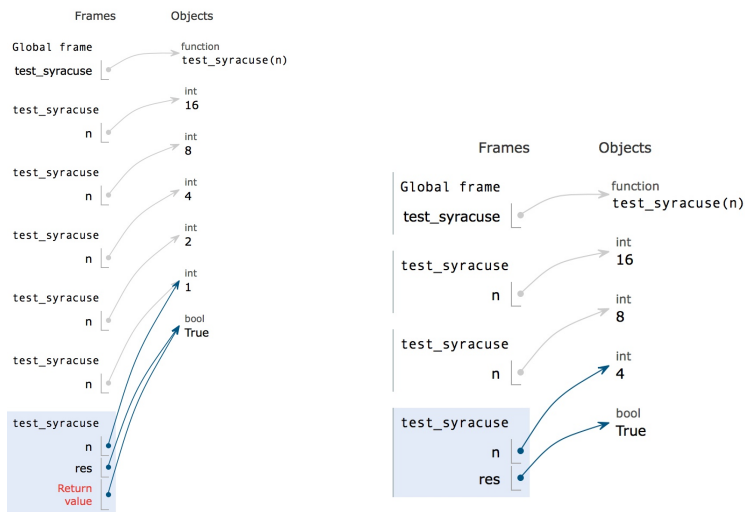 Frames Objects
Global frame
function
test_syracuse
test_syracuse(n)
int
16
test_syracuse
n
int
8
test_syracuse
n
int
4
test_syracuse
n
int
2
test_syracuse
n
int
1
bool
True
test_syracuse
n
test_syracuse
n
res
Return
value
Frames Objects
Global frame
function
test_syracuse
test_syracuse(n)
int
16
test_syracuse
n
int
8
test_syracuse
n
int
4
bool
True
test_syracuse
n
res